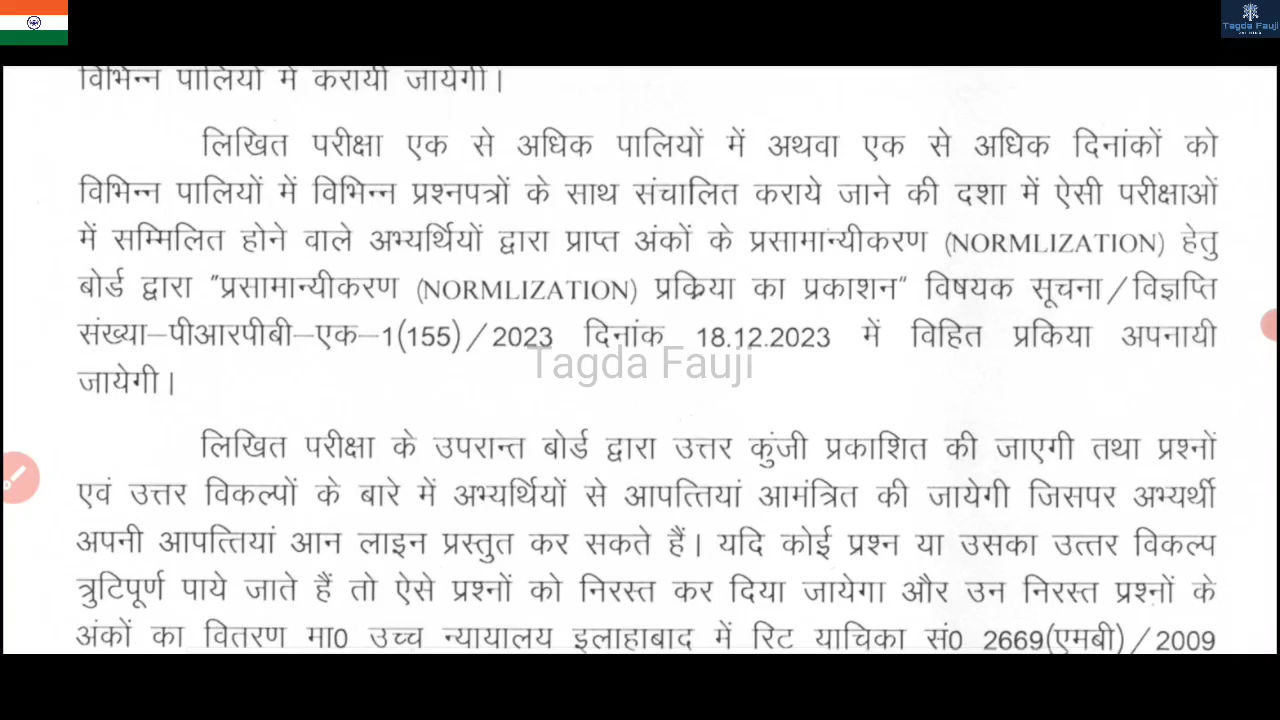 Tagda Fauji
विभिन्न पालियों में करायी जायेगी।
लिखित परीक्षा एक से अधिक पालियों में अथवा एक से अधिक दिनांकों को
विभिन्न पालियों में विभिन्न प्रश्नपत्रों के साथ संचालित कराये जाने की दशा में ऐसी परीक्षाओं
में सम्मिलित होने वाले अभ्यर्थियों द्वारा प्राप्त अंकों के प्रसामान्यीकरण (NORMLIZATION) हेतु
बोर्ड द्वारा "प्रसामान्यीकरण (NORMLIZATION) प्रकिया का प्रकाशन" विषयक सूचना/विज्ञप्ति
संख्या–पीआरपीबी–एक–1(155)/2023 दिनांक 18.12.2023 में विहित प्रकिया अपनायी
Tagda Fauji
जायेगी।
लिखित परीक्षा के उपरान्त बोर्ड द्वारा उत्तर कुंजी प्रकाशित की जाएगी तथा प्रश्नों
एवं उत्तर विकल्पों के बारे में अभ्यर्थियों से आपत्तियां आमंत्रित की जायेगी जिसपर अभ्यर्थी
अपनी आपत्तियां आन लाइन प्रस्तुत कर सकते हैं। यदि कोई प्रश्न या उसका उत्तर विकल्प
त्रुटिपूर्ण पाये जाते हैं तो ऐसे प्रश्नों को निरस्त कर दिया जायेगा और उन निरस्त प्रश्नों के
अंकों का वितरण मा0 उच्च न्यायालय इलाहाबाद में रिट याचिका सं0 2669(एमबी)/2009